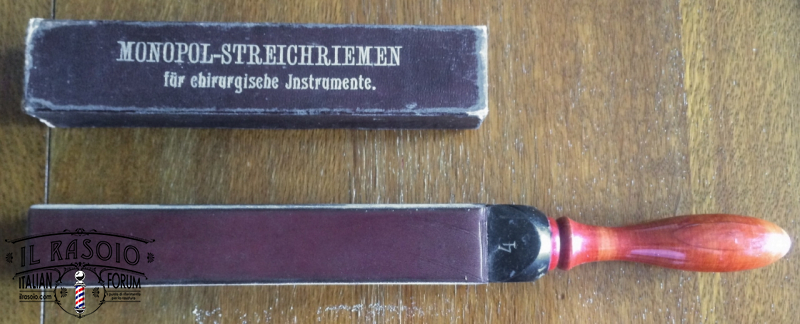 MONOPOL-STREICHRIEMEN
für chirurgische Jnstrumente.
4
IL RASOIO
ITALIAN FORUM
ilrasoio.com